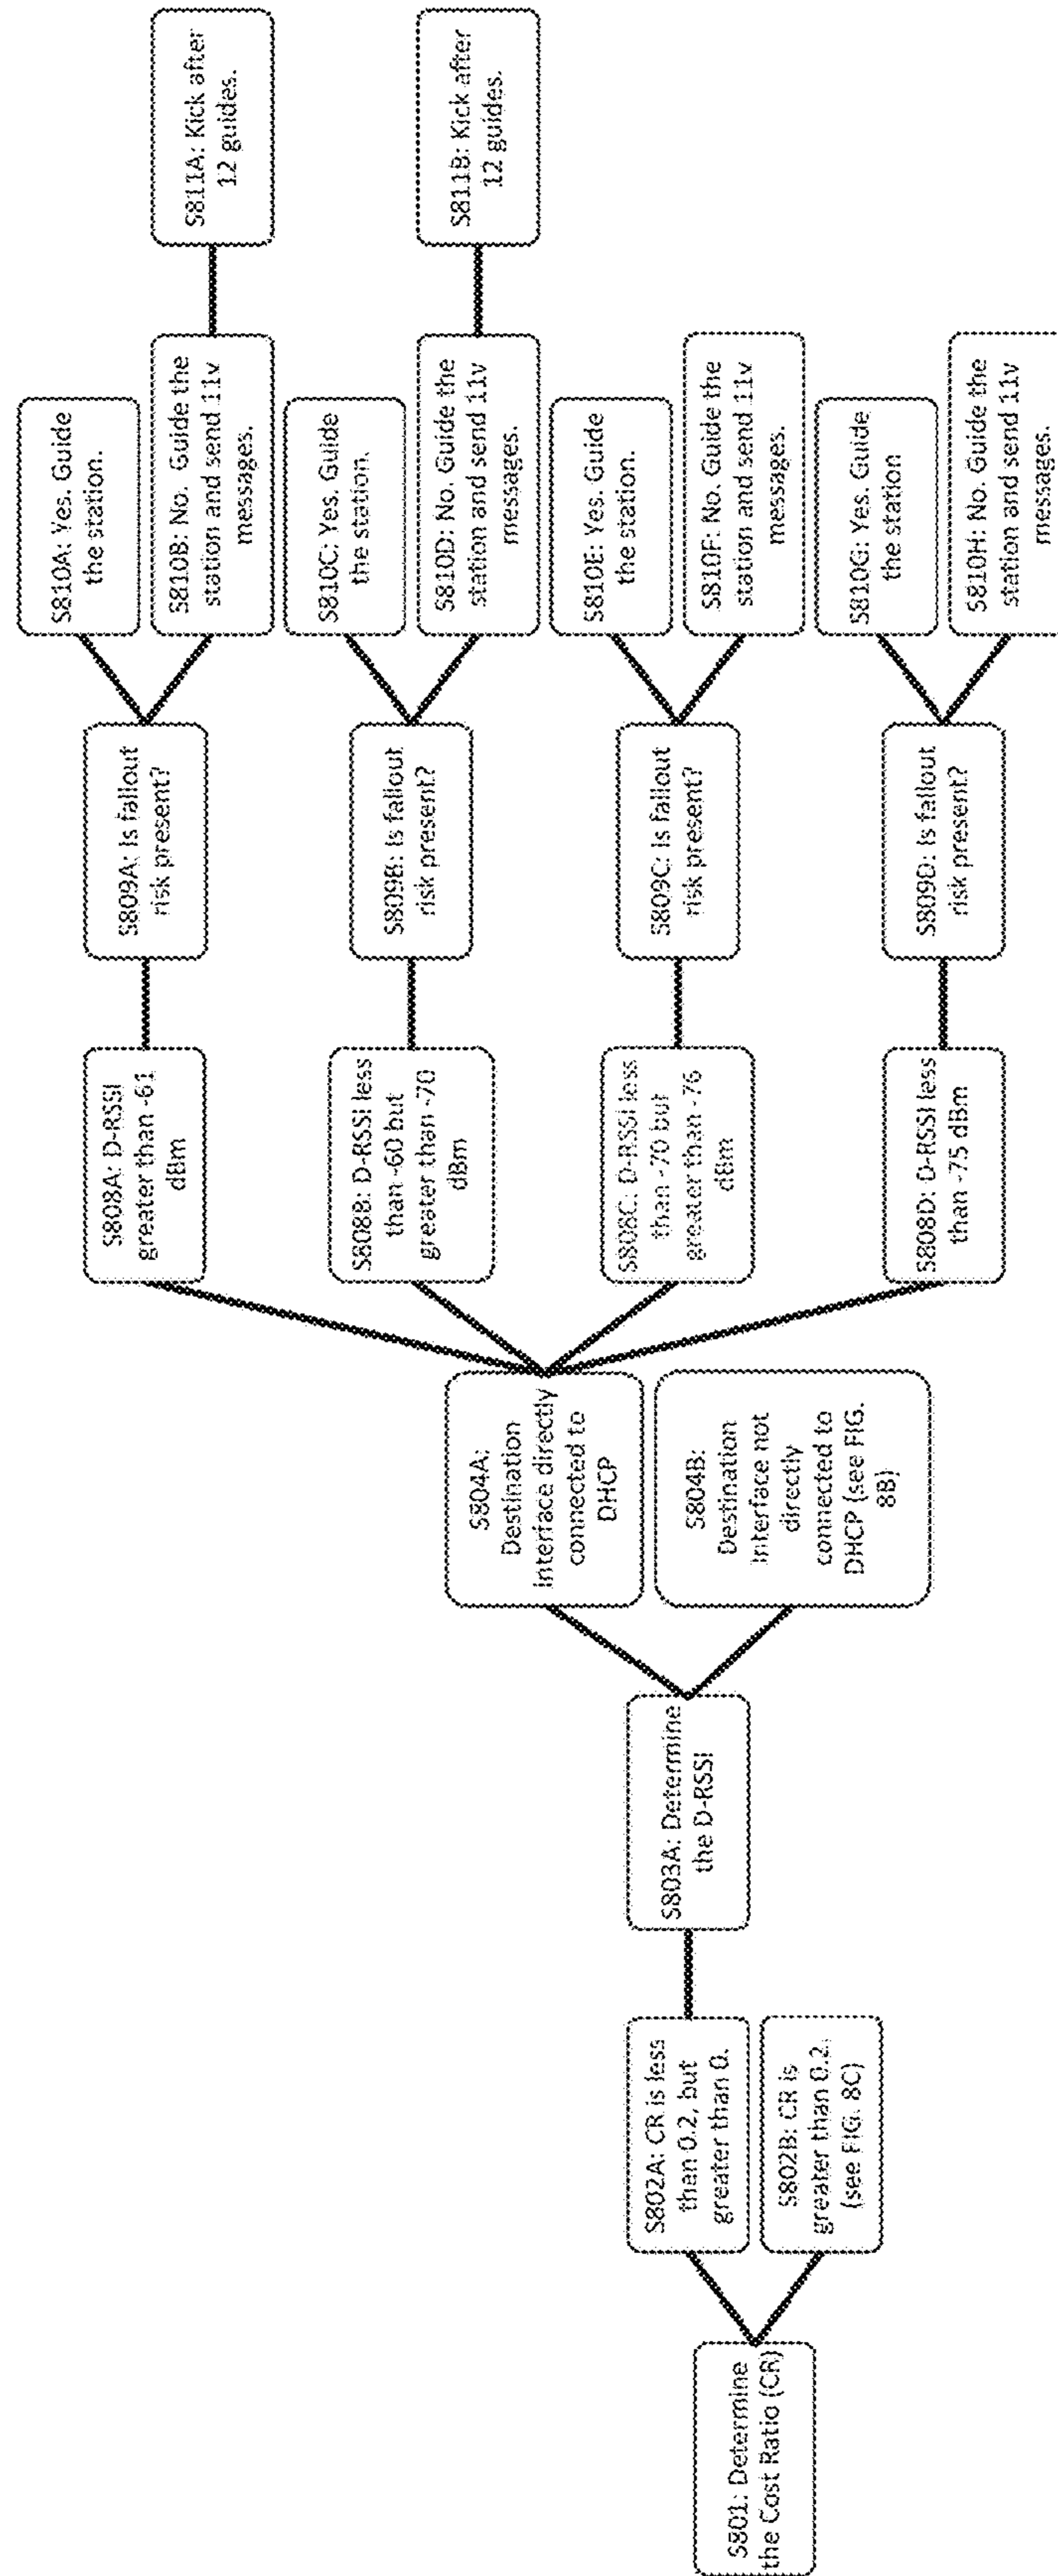 S801: Determine
the Cost Ratio (CR)
S802A: CR is less
than 0.2, but
greater than 0.
S802B: CR is
greater than 0.2.
(see FIG. 8C)
S803A: Determine
the D-RSSI
S804A:
Destination
Interface directly
connected to
DHCP
S804B:
Destination
Interface not
directly
connected to
DHCP (see FIG.
8B)
S808A: D-RSSI
greater than -61
dBm
S808B: D-RSSI less
than -60 but
greater than -70
dBm
S808C: D-RSSI less
than -70 but
greater than -76
dBm
S808D: D-RSSI less
than -75 dBm
S809A: Is fallout
risk present?
S809B: Is fallout
risk present?
S809C: Is fallout
risk present?
S809D: Is fallout
risk present?
S810A: Yes. Guide
the station.
S810B: No. Guide the
station and send 11v
messages.
S810C: Yes. Guide
the station.
S810D: No. Guide the
station and send 11v
messages.
S810E: Yes. Guide
the station.
S810F: No. Guide the
station and send 11v
messages.
S810G: Yes. Guide
the station
S810H: No. Guide the
station and send 11v
messages.
S811A: Kick after
12 guides.
S811B: Kick after
12 guides.